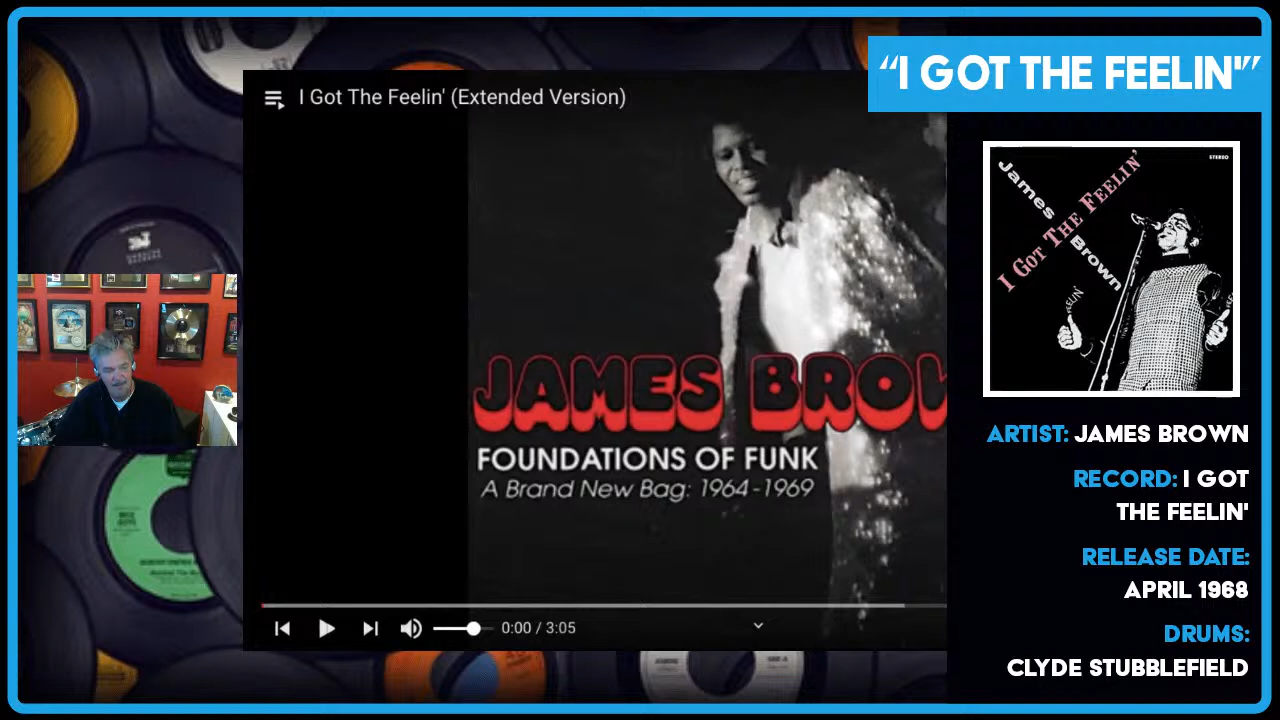 “I GOT THE FEELIN'”
I Got The Feelin' (Extended Version)
STEREO
James Brown
I GOT THE FEELIN'
FEELIN'
JAMES BROW
FOUNDATIONS OF FUNK
A Brand New Bag: 1964-1969
0:00 / 3:05
ARTIST: JAMES BROWN
RECORD: I GOT
THE FEELIN'
RELEASE DATE:
APRIL 1968
DRUMS:
CLYDE STUBBLEFIELD